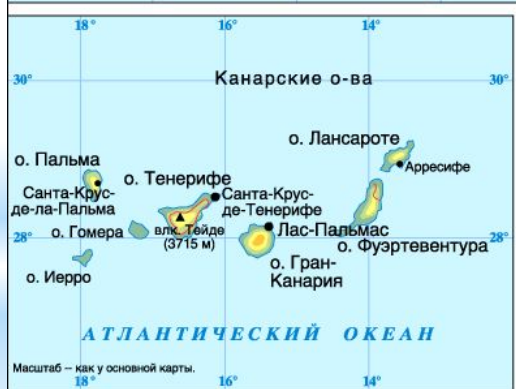 18° 16° 14°
30° 30°
Канарские о-ва
о. Лансароте
о. Пальма
Арресифе
о. Тенерифе
Санта-Крус-
де-ла-Пальма
Санта-Крус-
де-Тенерифе
о. Гомера
влк. Тейде
(3715 м)
Лас-Пальмас
28° 28°
о. Фуэртевентура
о. Иерро
о. Гран-
Канария
АТЛАНТИЧЕСКИЙ ОКЕАН
Масштаб – как у основной карты.
18° 16° 14°